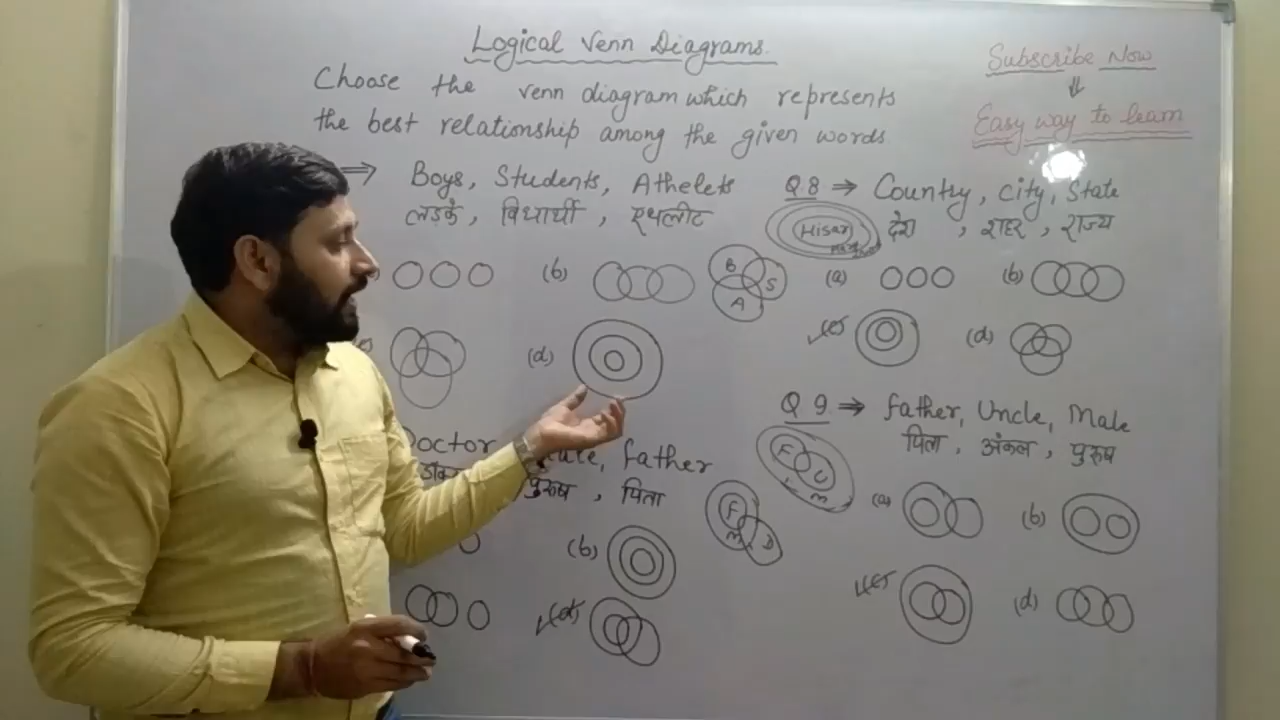 Logical Venn Diagrams.
Choose the venn diagram which represents
the best relationship among the given words.
Subscribe Now
⇓
Easy way to learn
⇒ Boys, Students, Athelets
लड़के , विधार्थी , एथलीट
(b)
B
S
A
(d)
Doctor, Male, Father
पुरूष , पिता
(b)
F
M
D
(d)
Q 8 ⇒ Country, City, State
Hisar
देश , शहर , राज्य
(a) (b)
(c) (d)
Q 9 ⇒ father, Uncle, Male
पिता , अंकल , पुरूष
F
U
M
(a) (b)
(c) (d)